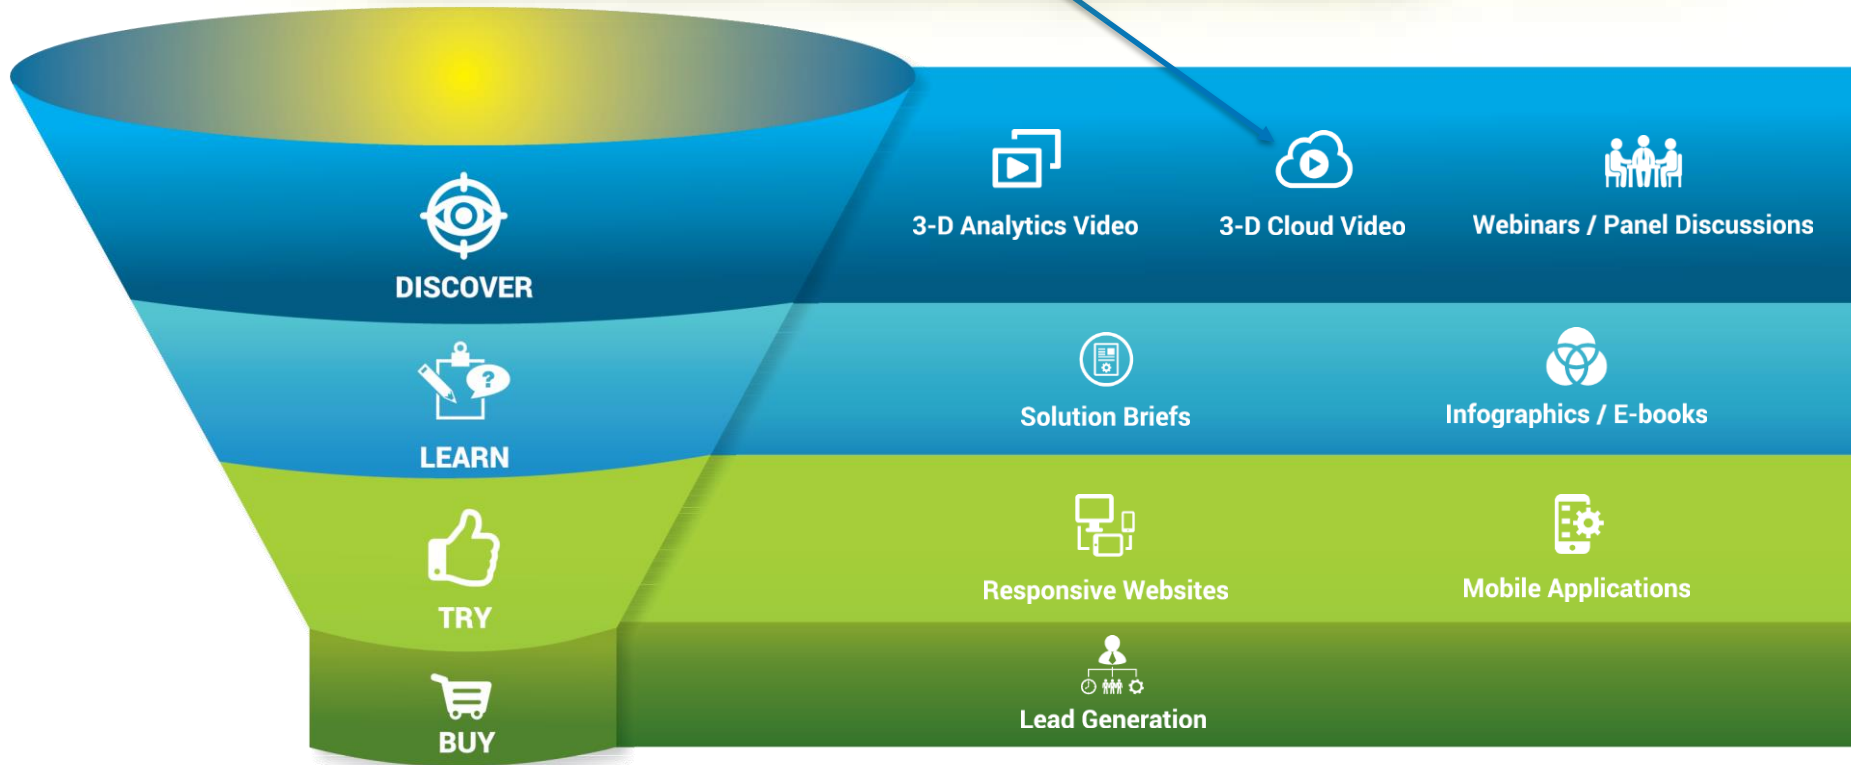 DISCOVER
3-D Analytics Video
3-D Cloud Video
Webinars / Panel Discussions
LEARN
?
Solution Briefs
Infographics / E-books
TRY
Responsive Websites
Mobile Applications
BUY
Lead Generation